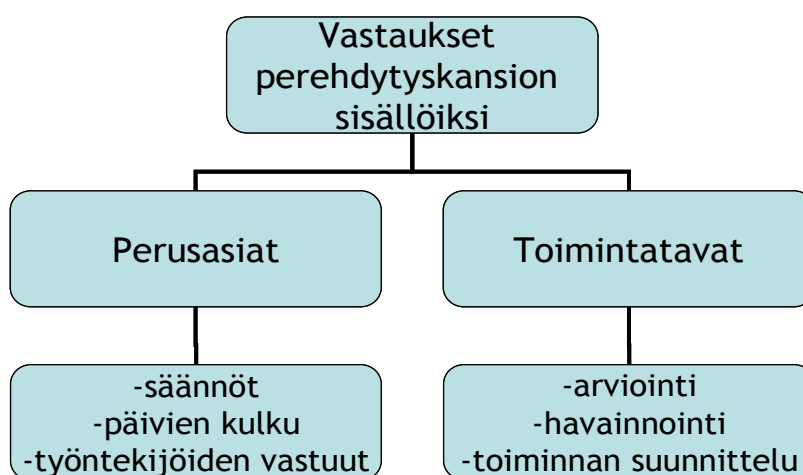 Vastaukset
perehdytyskansion
sisällöiksi
Perusasiat
Toimintatavat
-säännöt
-päivien kulku
-työntekijöiden vastuut
-arviointi
-havainnointi
-toiminnan suunnittelu